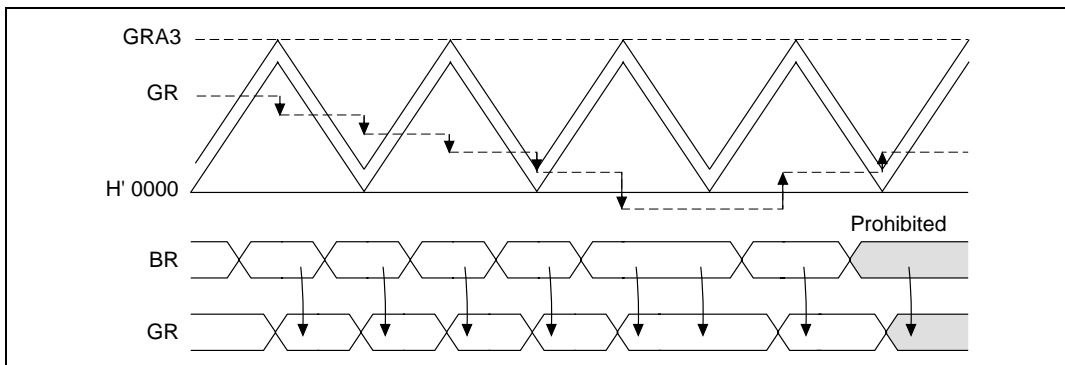 GRA3
GR
H' 0000
Prohibited
BR
GR